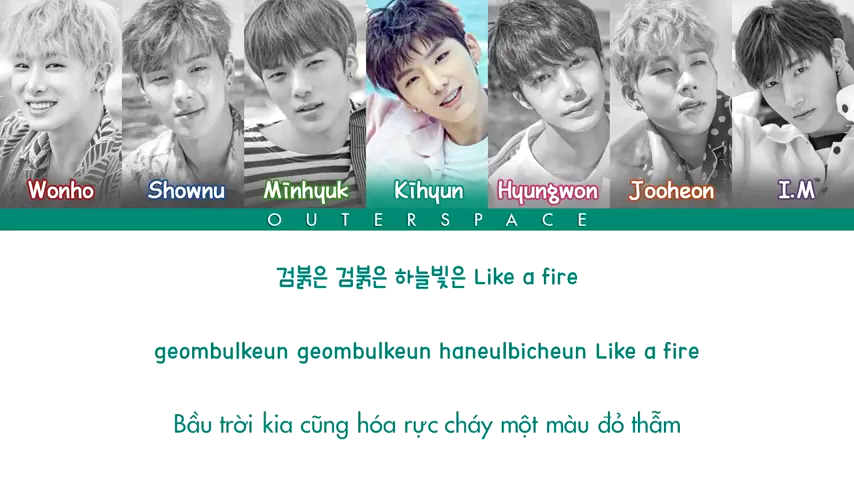 Wonho Shownu Minhyuk Kihyun Hyungwon Jooheon I.M
OUTERSPACE
검붉은 검붉은 하늘빛은 Like a fire
geombulkeun geombulkeun haneulbicheun Like a fire
Bầu trời kia cũng hóa rực cháy một màu đỏ thẫm